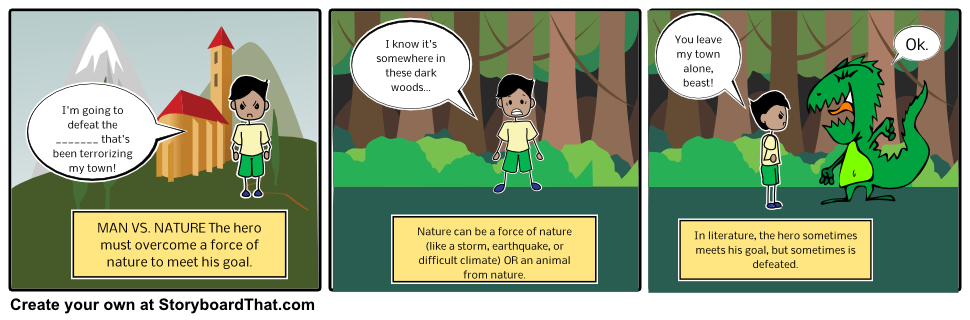 I'm going to
defeat the
_______ that's
been terrorizing
my town!
MAN VS. NATURE The hero
must overcome a force of
nature to meet his goal.
I know it's
somewhere in
these dark
woods...
Nature can be a force of nature
(like a storm, earthquake, or
difficult climate) OR an animal
from nature.
You leave
my town
alone,
beast!
Ok.
In literature, the hero sometimes
meets his goal, but sometimes is
defeated.
Create your own at StoryboardThat.com